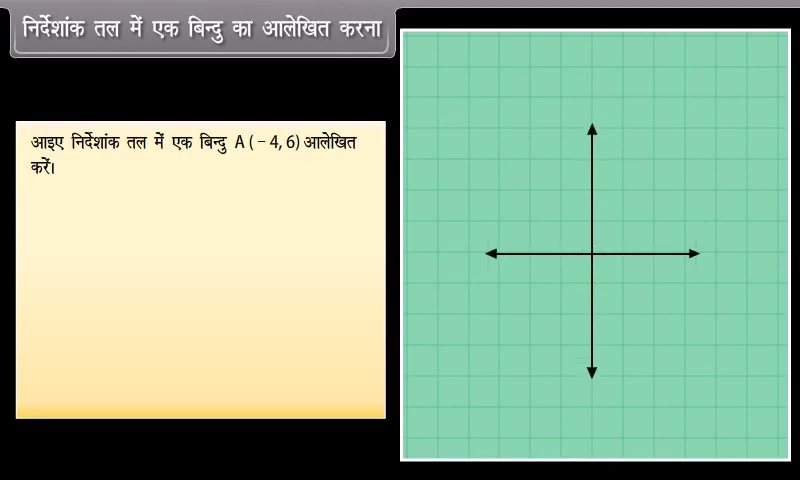 निर्देशांक तल में एक बिन्दु का आलेखित करना
आइए निर्देशांक तल में एक बिन्दु A (−4, 6) आलेखित
करें।